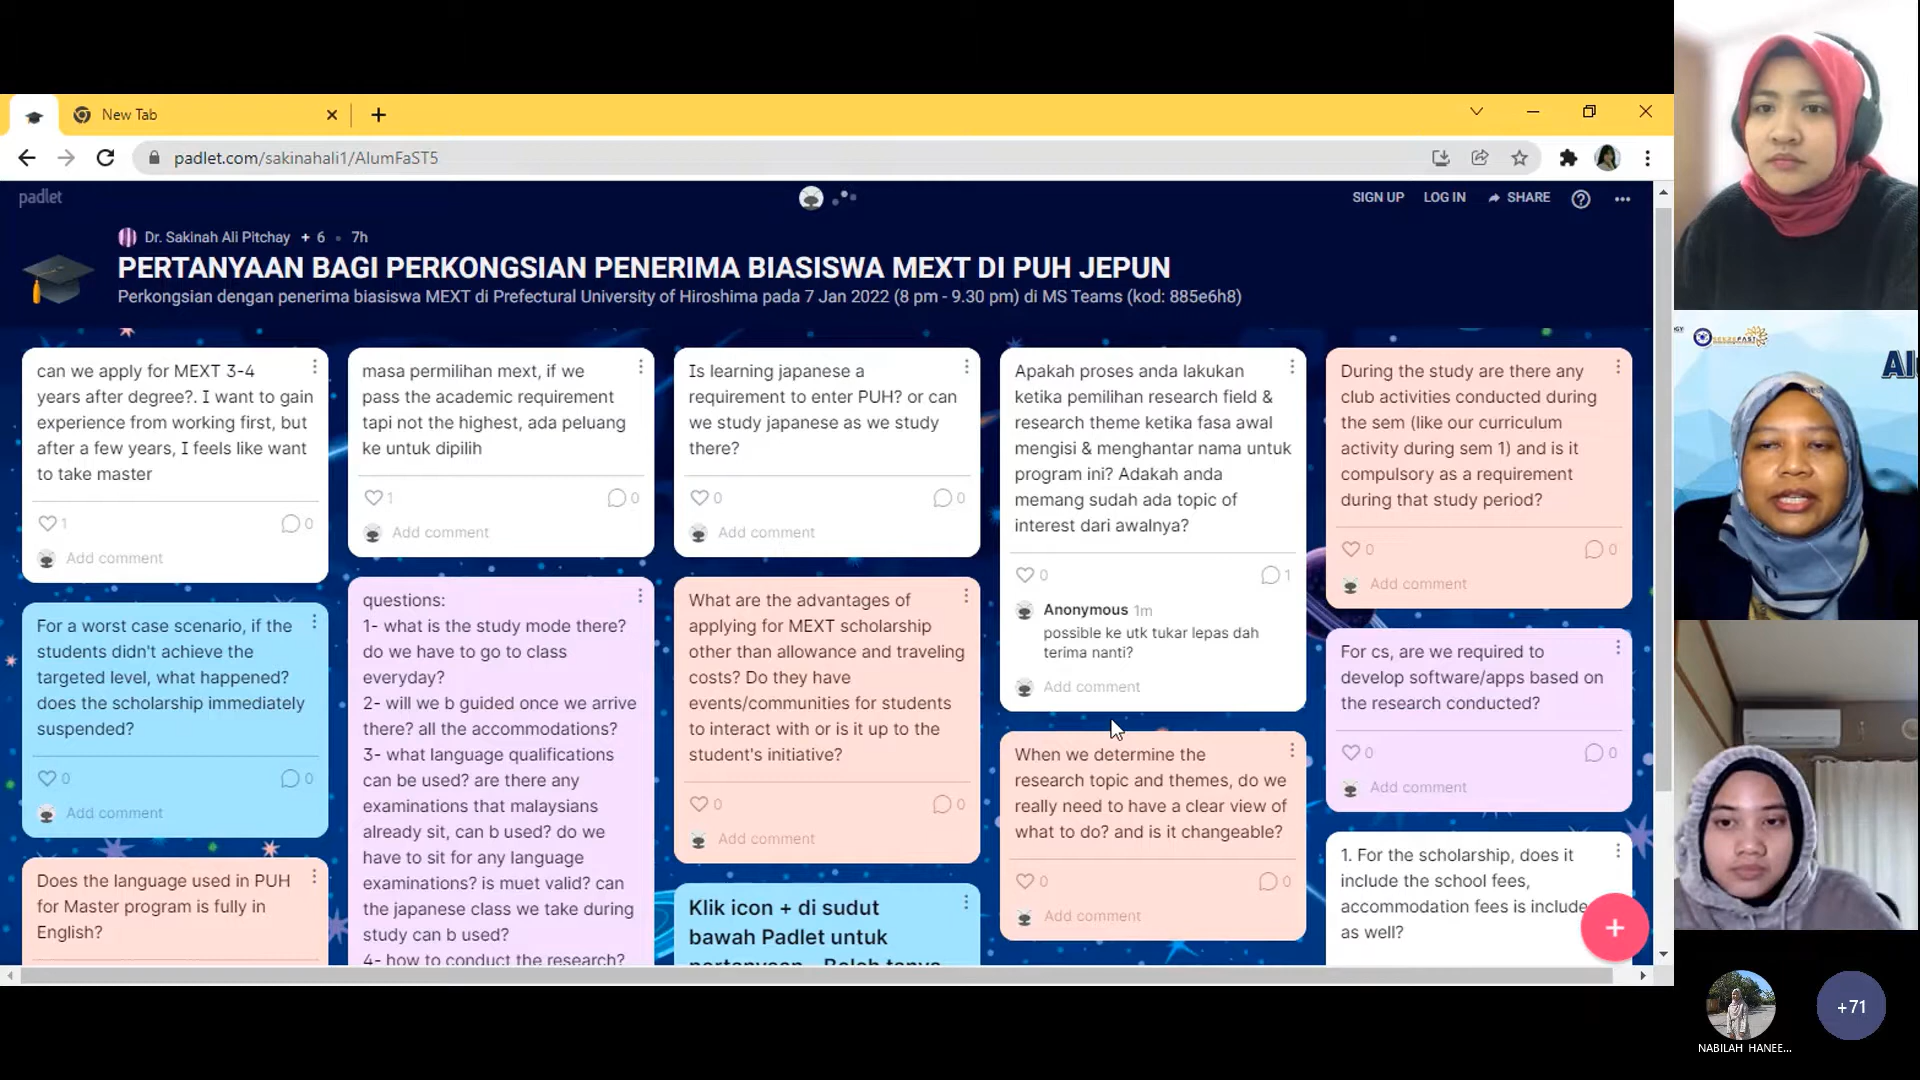 New Tab
padlet.com/sakinahali1/AlumFaST5
padlet
SIGN UP
LOG IN
SHARE
Dr. Sakinah Ali Pitchay + 6 • 7h
PERTANYAAN BAGI PERKONGSIAN PENERIMA BIASISWA MEXT DI PUH JEPUN
Perkongsian dengan penerima biasiswa MEXT di Prefectural University of Hiroshima pada 7 Jan 2022 (8 pm - 9.30 pm) di MS Teams (kod: 885e6h8)
can we apply for MEXT 3-4
years after degree?. I want to gain
experience from working first, but
after a few years, I feels like want
to take master
1
0
Add comment
For a worst case scenario, if the
students didn't achieve the
targeted level, what happened?
does the scholarship immediately
suspended?
0
0
Add comment
Does the language used in PUH
for Master program is fully in
English?
masa permilihan mext, if we
pass the academic requirement
tapi not the highest, ada peluang
ke untuk dipilih
1
0
Add comment
questions:
1- what is the study mode there?
do we have to go to class
everyday?
2- will we b guided once we arrive
there? all the accommodations?
3- what language qualifications
can be used? are there any
examinations that malaysians
already sit, can b used? do we
have to sit for any language
examinations? is muet valid? can
the japanese class we take during
study can b used?
4- how to conduct the research?
Is learning japanese a
requirement to enter PUH? or can
we study japanese as we study
there?
0
0
Add comment
What are the advantages of
applying for MEXT scholarship
other than allowance and traveling
costs? Do they have
events/communities for students
to interact with or is it up to the
student's initiative?
0
0
Add comment
Klik icon + di sudut
bawah Padlet untuk
pertanyaan Boleh tanya
Apakah proses anda lakukan
ketika pemilihan research field &
research theme ketika fasa awal
mengisi & menghantar nama untuk
program ini? Adakah anda
memang sudah ada topic of
interest dari awalnya?
0
1
Anonymous 1m
possible ke utk tukar lepas dah
terima nanti?
Add comment
When we determine the
research topic and themes, do we
really need to have a clear view of
what to do? and is it changeable?
0
0
Add comment
During the study are there any
club activities conducted during
the sem (like our curriculum
activity during sem 1) and is it
compulsory as a requirement
during that study period?
0
0
Add comment
For cs, are we required to
develop software/apps based on
the research conducted?
0
0
Add comment
1. For the scholarship, does it
include the school fees,
accommodation fees is include
as well?
+
Al
NABILAH HANEE...
+71